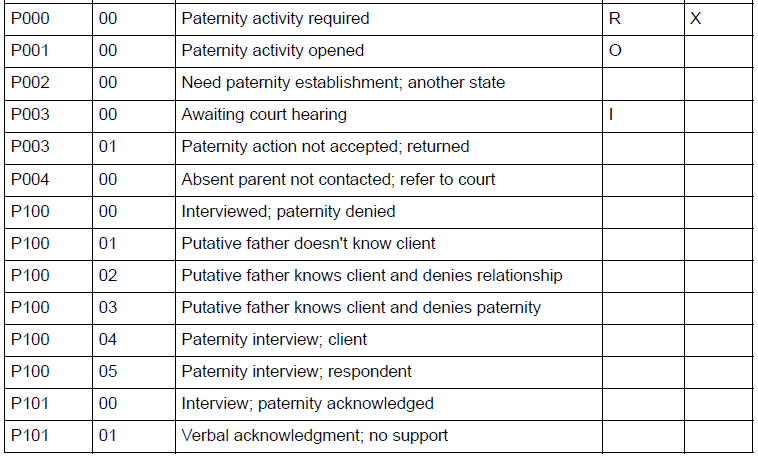 P000 00 Paternity activity required R X
P001 00 Paternity activity opened O
P002 00 Need paternity establishment; another state
P003 00 Awaiting court hearing I
P003 01 Paternity action not accepted; returned
P004 00 Absent parent not contacted; refer to court
P100 00 Interviewed; paternity denied
P100 01 Putative father doesn't know client
P100 02 Putative father knows client and denies relationship
P100 03 Putative father knows client and denies paternity
P100 04 Paternity interview; client
P100 05 Paternity interview; respondent
P101 00 Interview; paternity acknowledged
P101 01 Verbal acknowledgment; no support